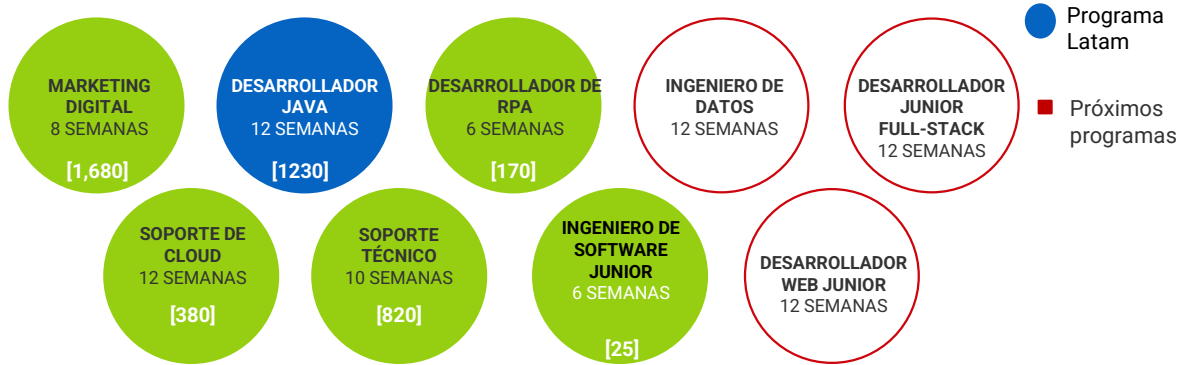 MARKETING
DIGITAL
8 SEMANAS
[1,680]
DESARROLLADOR
JAVA
12 SEMANAS
[1230]
DESARROLLADOR DE
RPA
6 SEMANAS
[170]
INGENIERO DE
DATOS
12 SEMANAS
DESARROLLADOR
JUNIOR
FULL-STACK
12 SEMANAS
Programa
Latam
Próximos
programas
SOPORTE DE
CLOUD
12 SEMANAS
[380]
SOPORTE
TÉCNICO
10 SEMANAS
[820]
INGENIERO DE
SOFTWARE
JUNIOR
6 SEMANAS
[25]
DESARROLLADOR
WEB JUNIOR
12 SEMANAS